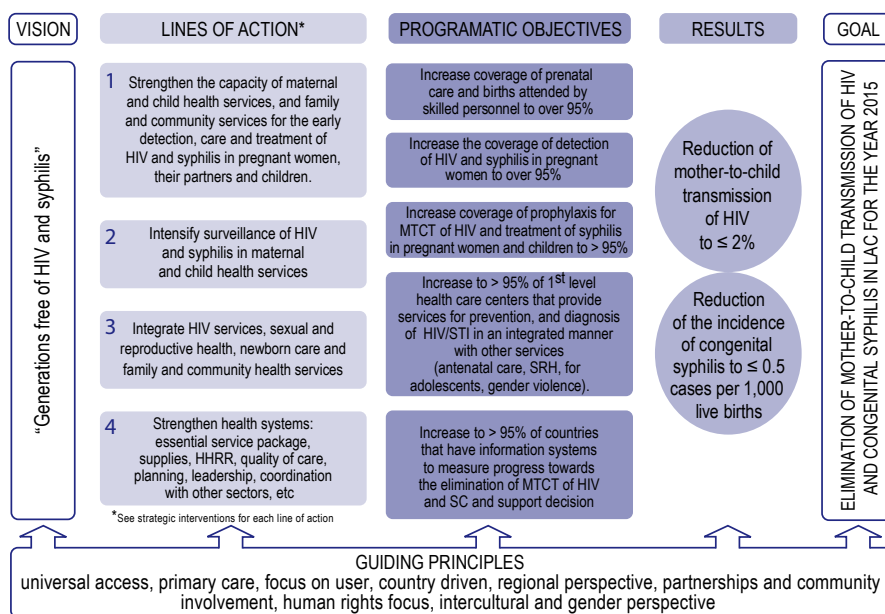 VISION
LINES OF ACTION*
PROGRAMATIC OBJECTIVES
RESULTS
GOAL
“Generations free of HIV and syphilis”
1
Strengthen the capacity of maternal
and child health services, and family
and community services for the early
detection, care and treatment of
HIV and syphilis in pregnant women,
their partners and children.
2
Intensify surveillance of HIV
and syphilis in maternal
and child health services
3
Integrate HIV services, sexual and
reproductive health, newborn care and
family and community health services
4
Strengthen health systems:
essential service package,
supplies, HHRR, quality of care,
planning, leadership, coordination
with other sectors, etc
*See strategic interventions for each line of action
Increase coverage of prenatal
care and births attended by
skilled personnel to over 95%
Increase the coverage of detection
of HIV and syphilis in pregnant
women to over 95%
Increase coverage of prophylaxis for
MTCT of HIV and treatment of syphilis
in pregnant women and children to > 95%
Increase to > 95% of 1st level
health care centers that provide
services for prevention, and diagnosis
of HIV/STI in an integrated manner
with other services
(antenatal care, SRH, for
adolescents, gender violence).
Increase to > 95% of countries
that have information systems
to measure progress towards
the elimination of MTCT of HIV
and SC and support decision
Reduction of
mother-to-child
transmission
of HIV
to ≤ 2%
Reduction
of the incidence
of congenital
syphilis to ≤ 0.5
cases per 1,000
live births
ELIMINATION OF MOTHER-TO-CHILD TRANSMISSION OF HIV
AND CONGENITAL SYPHILIS IN LAC FOR THE YEAR 2015
GUIDING PRINCIPLES
universal access, primary care, focus on user, country driven, regional perspective, partnerships and community
involvement, human rights focus, intercultural and gender perspective